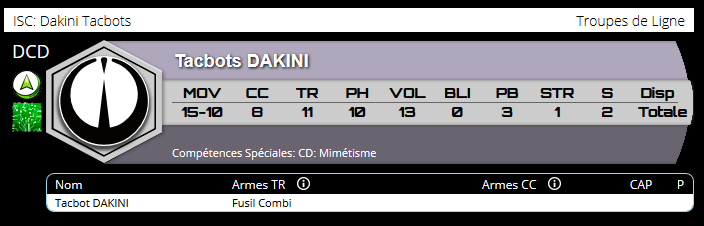 ISC: Dakini Tacbots Troupes de Ligne
DCD
Tacbots DAKINI
MOV CC TR PH VOL BLI PB STR S Disp
15-10 8 11 10 13 0 3 1 2 Totale
Compétences Spéciales: CD: Mimétisme
Nom Armes TR Armes CC CAP P
Tacbot DAKINI Fusil Combi